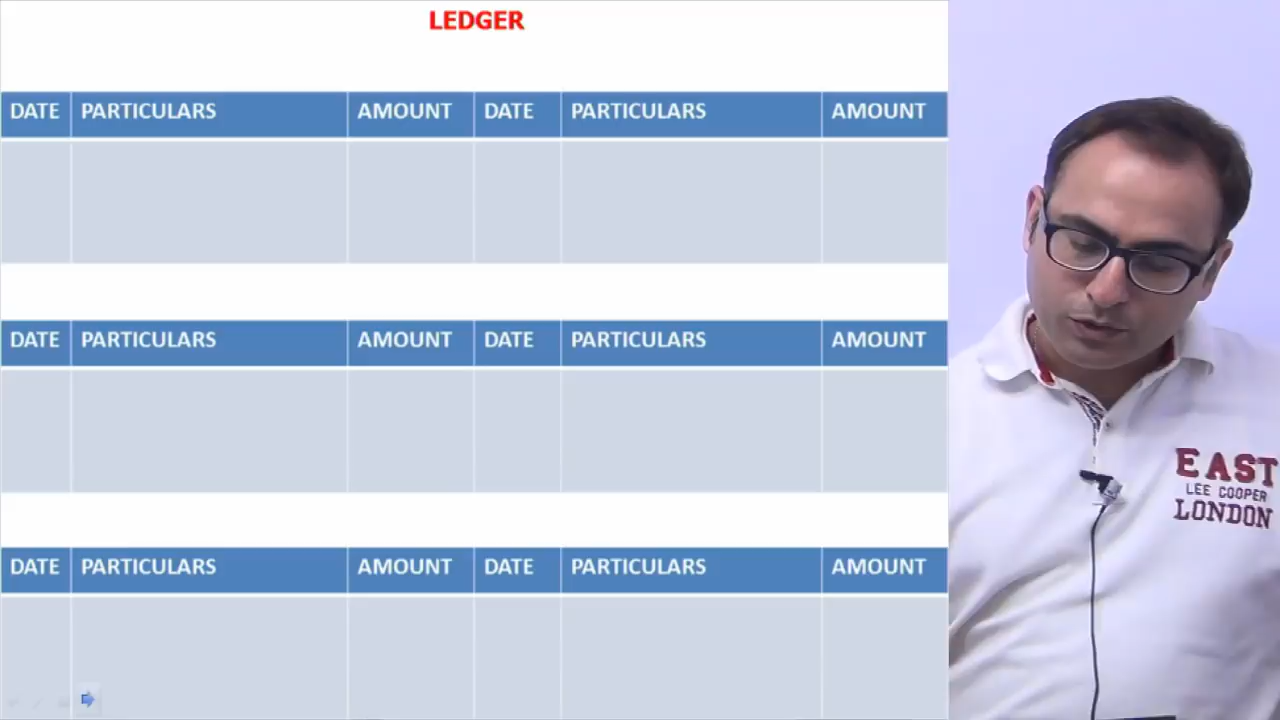 LEDGER
DATE PARTICULARS AMOUNT DATE PARTICULARS AMOUNT
DATE PARTICULARS AMOUNT DATE PARTICULARS AMOUNT
DATE PARTICULARS AMOUNT DATE PARTICULARS AMOUNT
EAST
LEE COOPER
LONDON